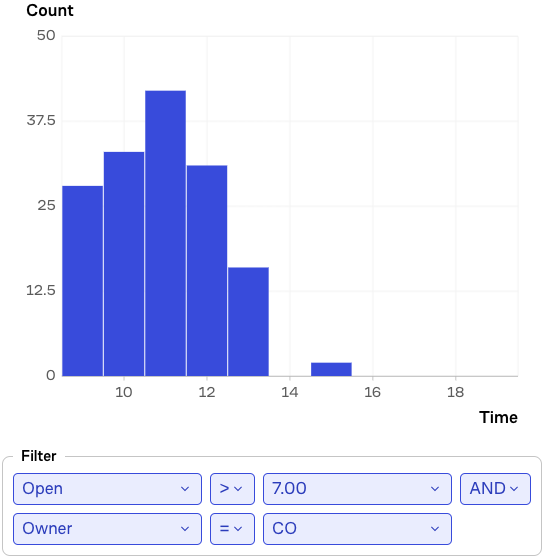 Count
50
37.5
25
12.5
0
10 12 14 16 18
Time
Filter
Open > 7.00 AND
Owner = CO